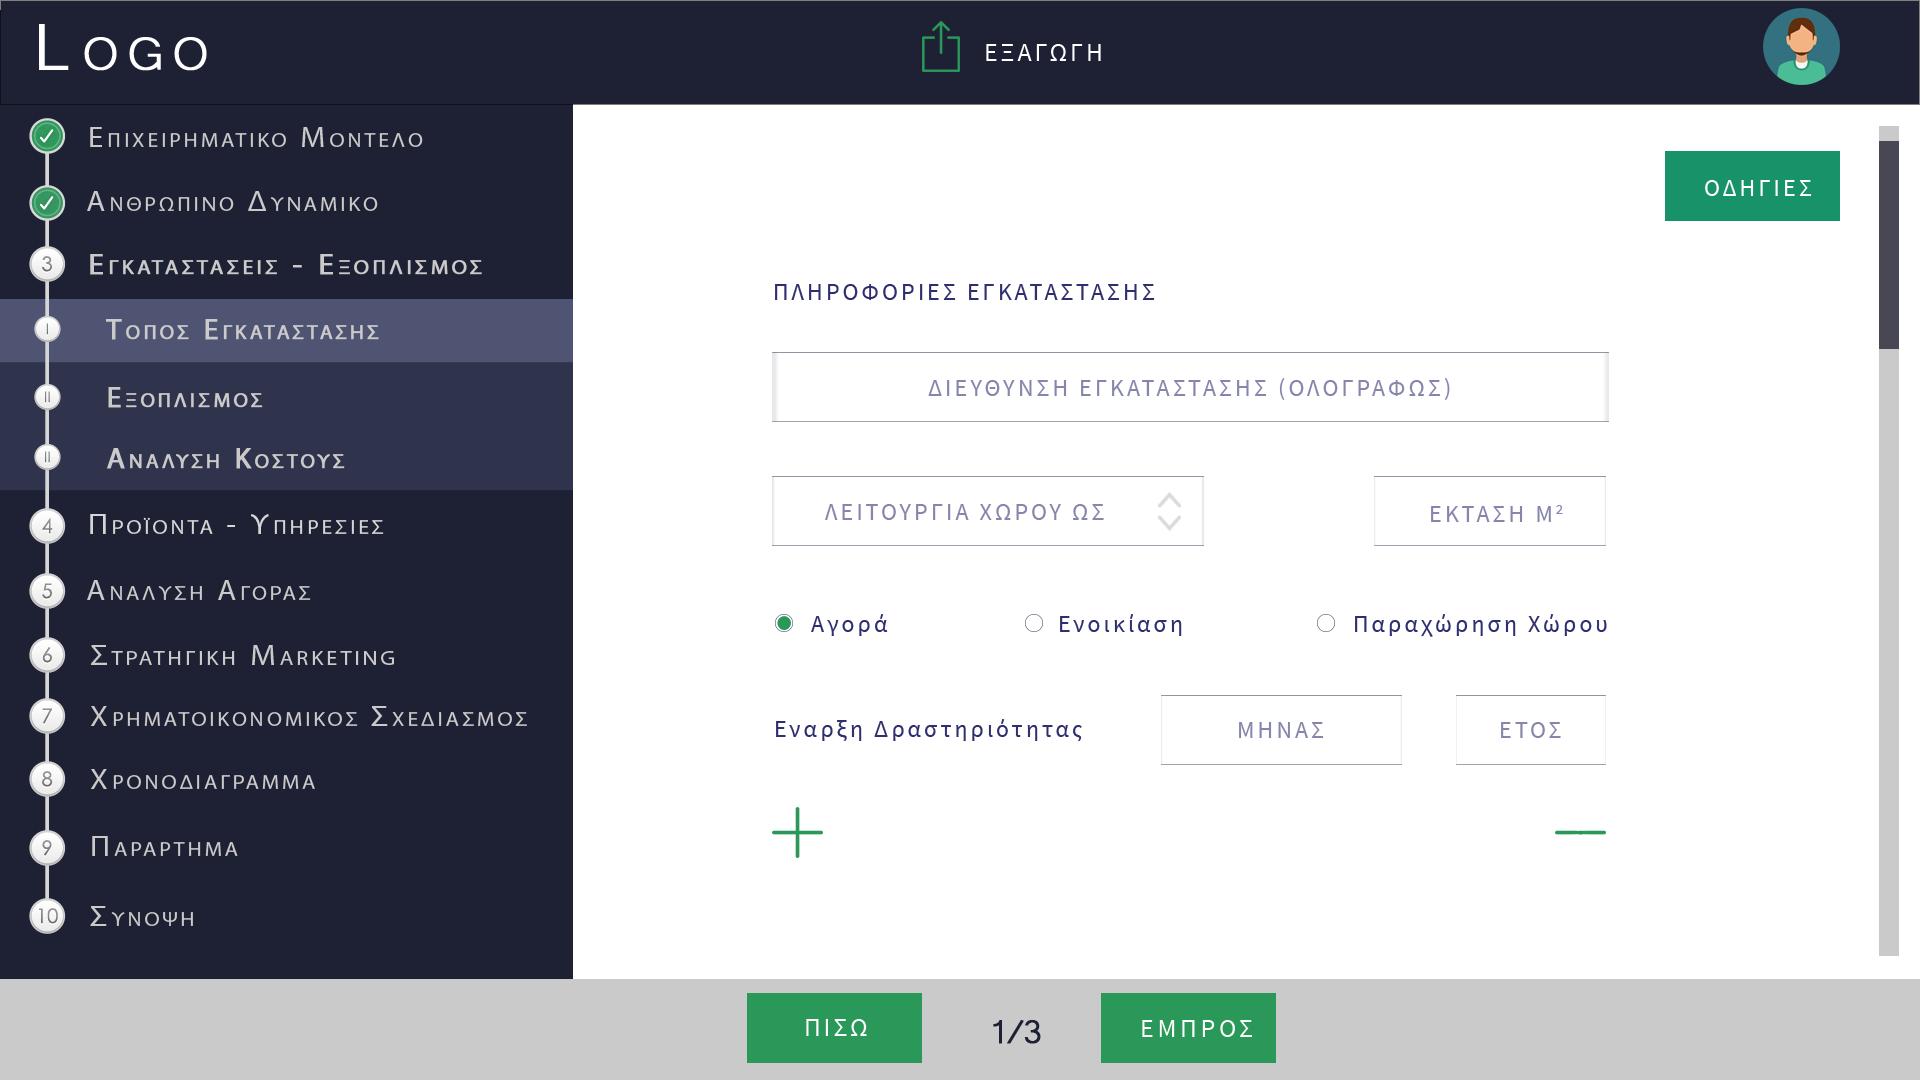 LOGO
ΕΞΑΓΩΓΗ
ΕΠΙΧΕΙΡΗΜΑΤΙΚΟ ΜΟΝΤΕΛΟ
ΑΝΘΡΩΠΙΝΟ ΔΥΝΑΜΙΚΟ
3 ΕΓΚΑΤΑΣΤΑΣΕΙΣ - ΕΞΟΠΛΙΣΜΟΣ
I ΤΟΠΟΣ ΕΓΚΑΤΑΣΤΑΣΗΣ
II ΕΞΟΠΛΙΣΜΟΣ
II ΑΝΑΛΥΣΗ ΚΟΣΤΟΥΣ
4 ΠΡΟΪΟΝΤΑ - ΥΠΗΡΕΣΙΕΣ
5 ΑΝΑΛΥΣΗ ΑΓΟΡΑΣ
6 ΣΤΡΑΤΗΓΙΚΗ MARKETING
7 ΧΡΗΜΑΤΟΙΚΟΝΟΜΙΚΟΣ ΣΧΕΔΙΑΣΜΟΣ
8 ΧΡΟΝΟΔΙΑΓΡΑΜΜΑ
9 ΠΑΡΑΡΤΗΜΑ
10 ΣΥΝΟΨΗ
ΟΔΗΓΙΕΣ
ΠΛΗΡΟΦΟΡΙΕΣ ΕΓΚΑΤΑΣΤΑΣΗΣ
ΔΙΕΥΘΥΝΣΗ ΕΓΚΑΤΑΣΤΑΣΗΣ (ΟΛΟΓΡΑΦΩΣ)
ΛΕΙΤΟΥΡΓΙΑ ΧΩΡΟΥ ΩΣ
ΕΚΤΑΣΗ Μ²
Αγορά
Ενοικίαση
Παραχώρηση Χώρου
Εναρξη Δραστηριότητας
ΜΗΝΑΣ
ΕΤΟΣ
ΠΙΣΩ
1/3
ΕΜΠΡΟΣ